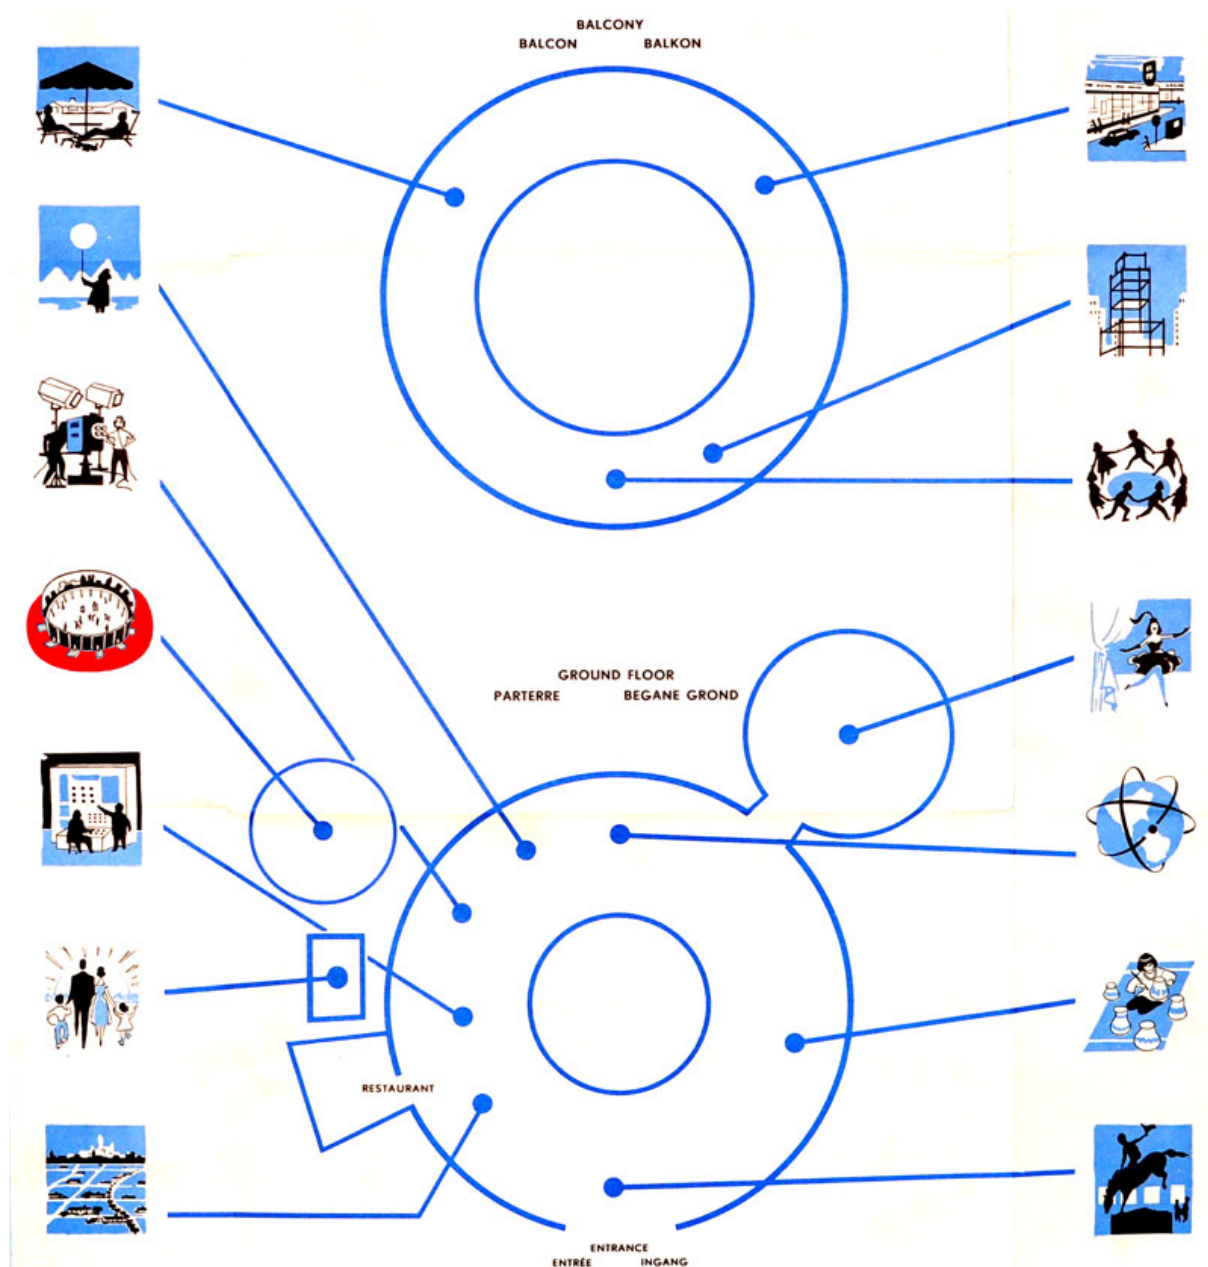 BALCONY
BALCON BALKON
GROUND FLOOR
PARTERRE BEGANE GROND
RESTAURANT
ENTRANCE
ENTRÉE INGANG